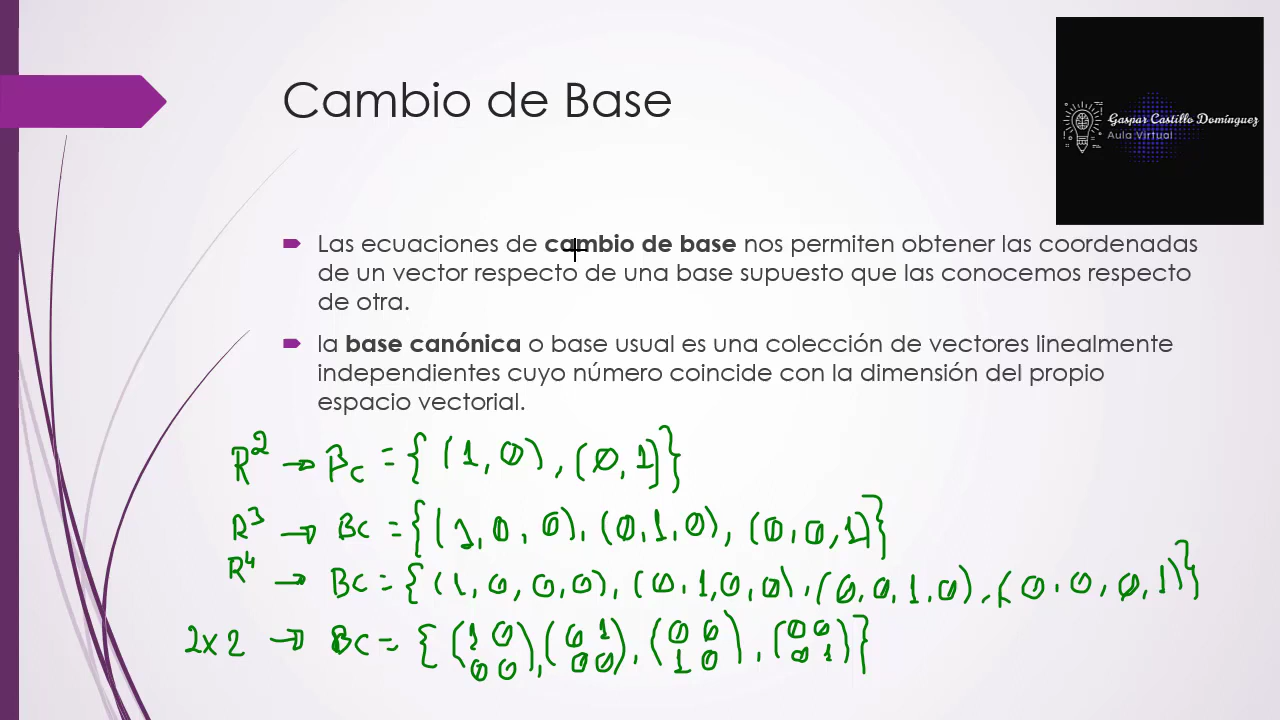 Cambio de Base
Gaspar Castillo Domínguez
Aula Virtual
Las ecuaciones de cambio de base nos permiten obtener las coordenadas
de un vector respecto de una base supuesto que las conocemos respecto
de otra.
la base canónica o base usual es una colección de vectores linealmente
independientes cuyo número coincide con la dimensión del propio
espacio vectorial.
R² → Bc = {(1, 0), (0, 1)}
R³ → Bc = {(1, 0, 0), (0, 1, 0), (0, 0, 1)}
R⁴ → Bc = {(1, 0, 0, 0), (0, 1, 0, 0), (0, 0, 1, 0), (0, 0, 0, 1)}
2x2 → Bc = {(1 0 / 0 0), (0 1 / 0 0), (0 0 / 1 0), (0 0 / 0 1)}